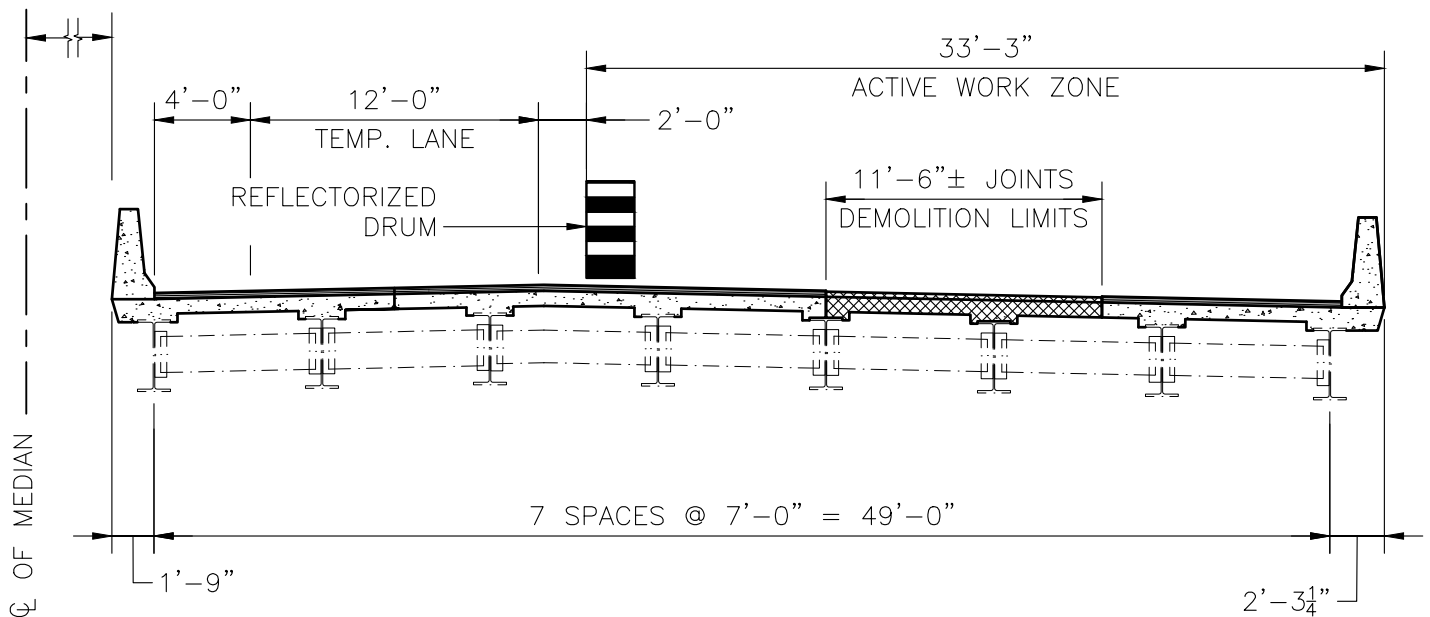 33’-3”
ACTIVE WORK ZONE
4’-0”
12’-0”
TEMP. LANE
2’-0”
REFLECTORIZED
DRUM
11’-6”± JOINTS
DEMOLITION LIMITS
7 SPACES @ 7’-0” = 49’-0”
1’-9”
2’-3¼”
℄ OF MEDIAN